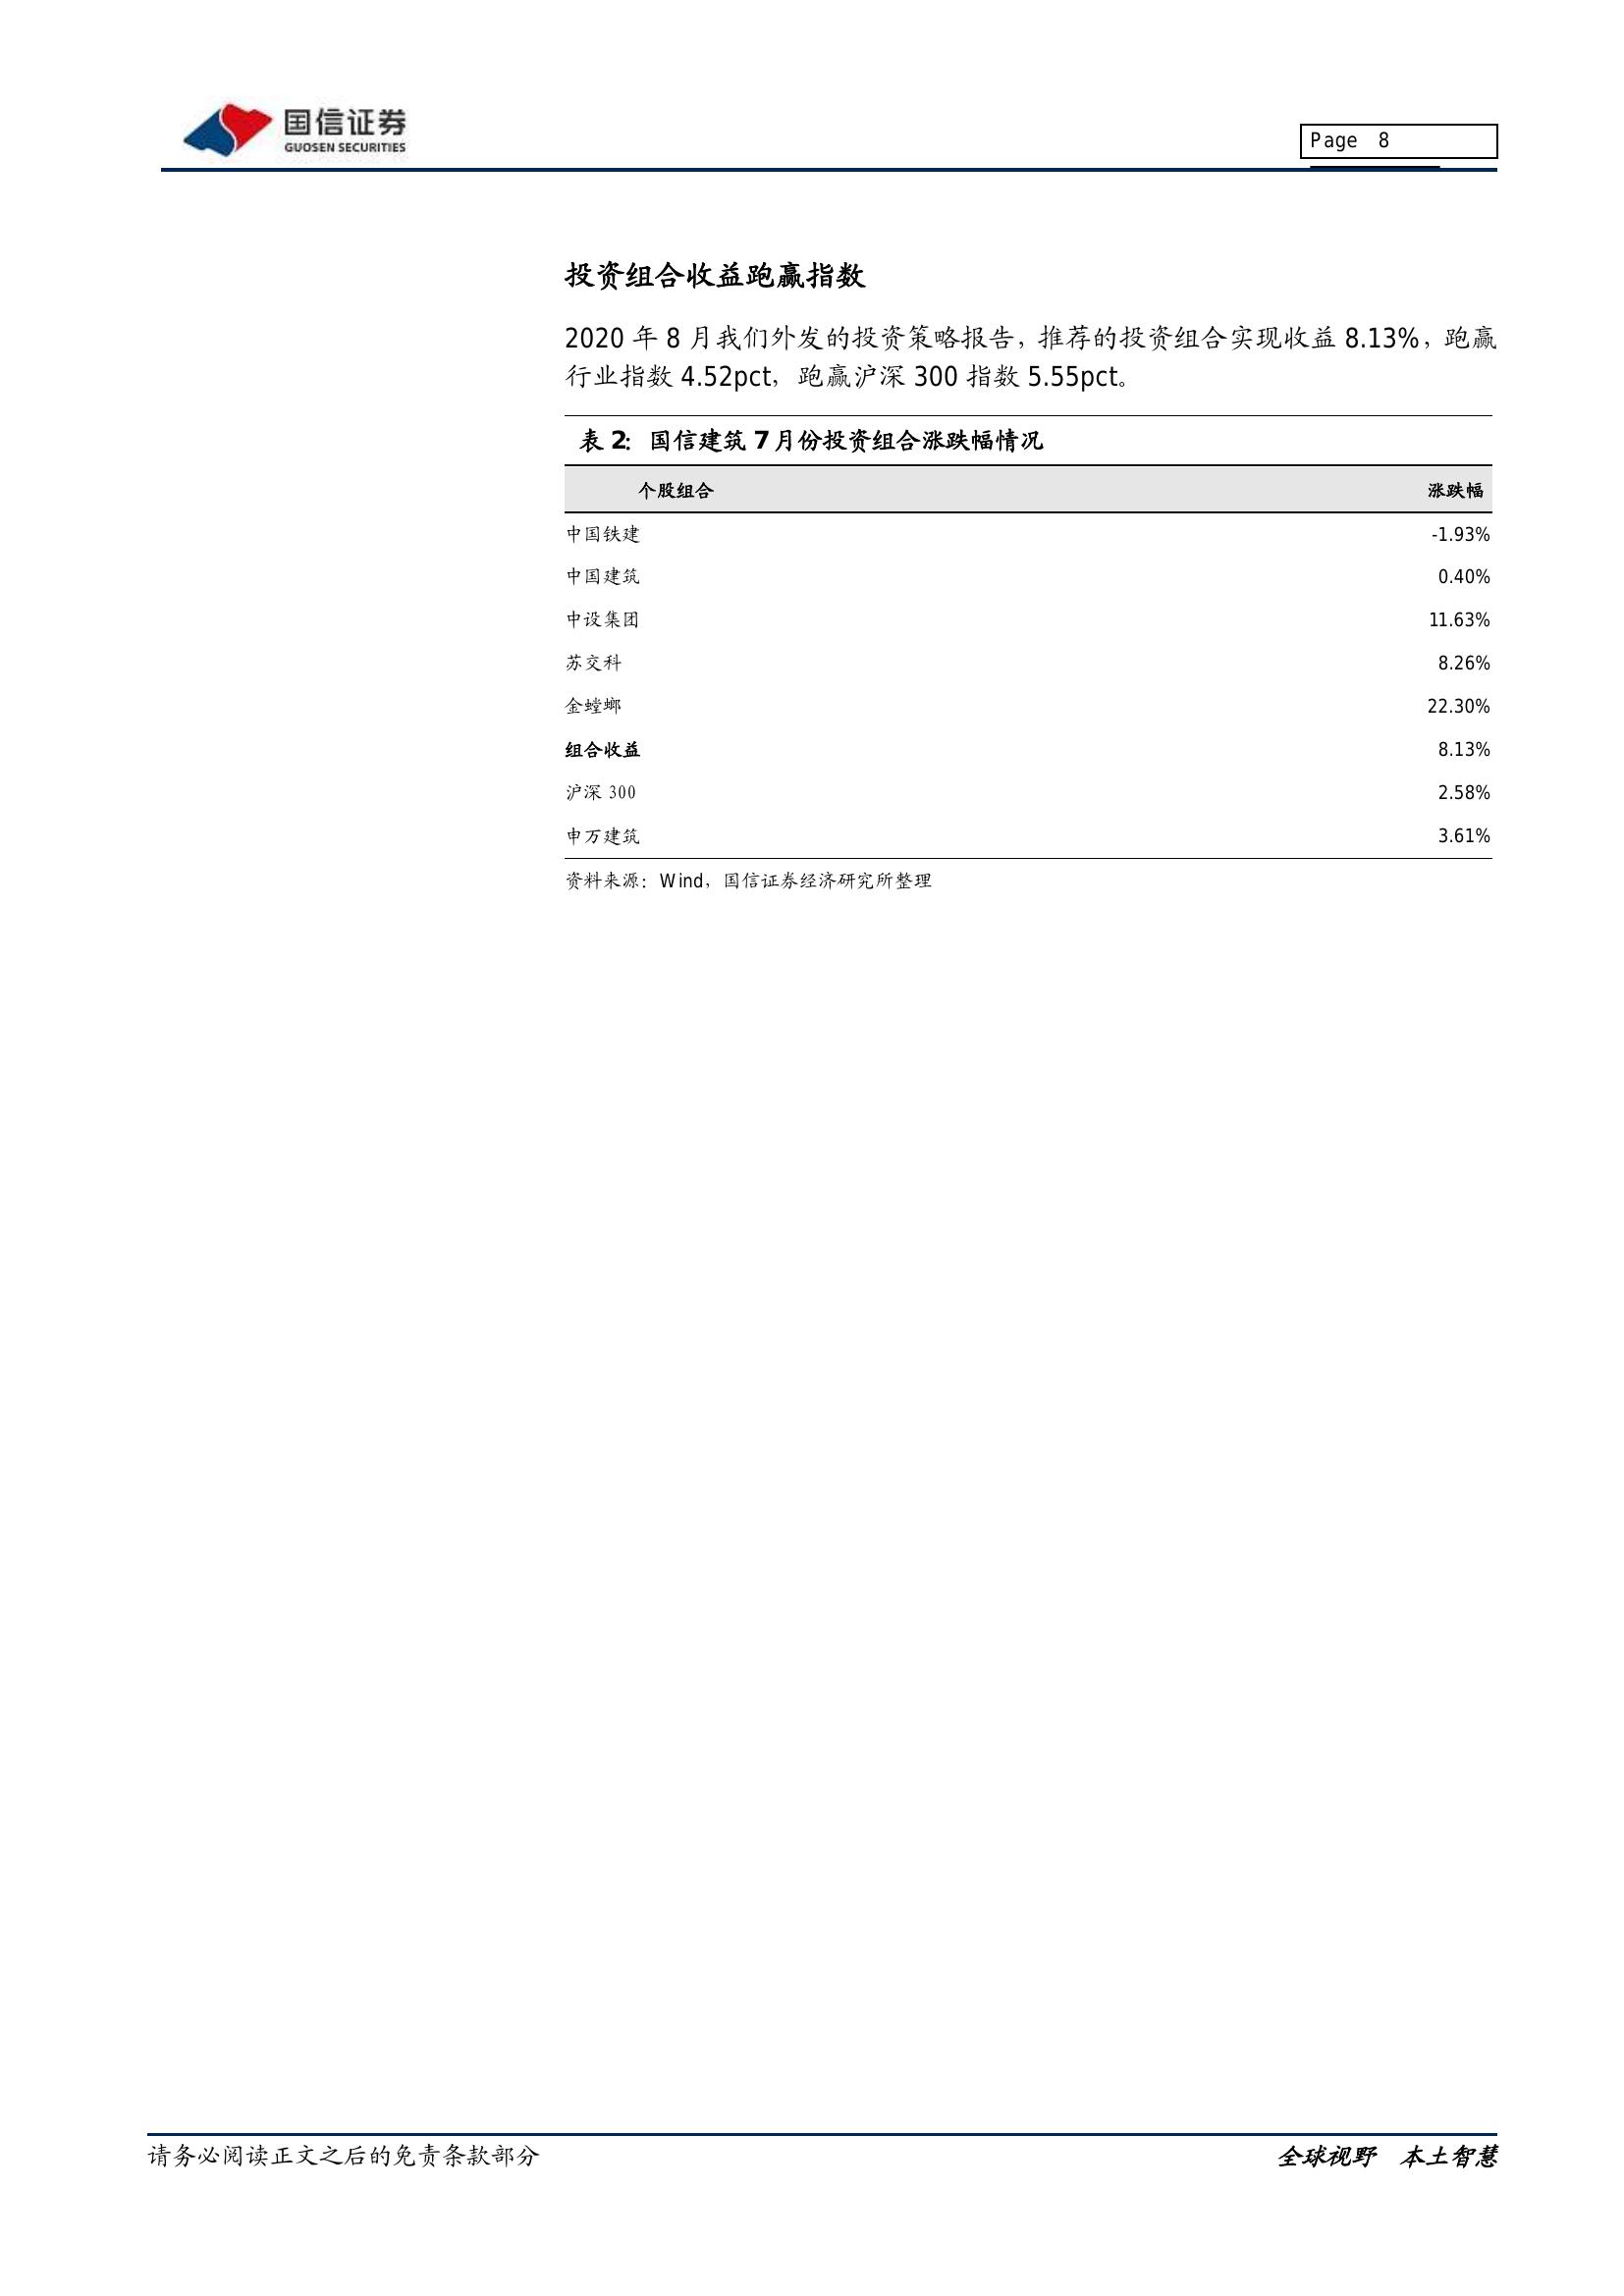 国信证券
GUOSEN SECURITIES
Page 8
投资组合收益跑赢指数
2020 年 8 月我们外发的投资策略报告，推荐的投资组合实现收益 8.13%，跑赢
行业指数 4.52pct，跑赢沪深 300 指数 5.55pct。
表 2: 国信建筑 7 月份投资组合涨跌幅情况
个股组合 涨跌幅
中国铁建 -1.93%
中国建筑 0.40%
中设集团 11.63%
苏交科 8.26%
金螳螂 22.30%
组合收益 8.13%
沪深 300 2.58%
申万建筑 3.61%
资料来源：Wind，国信证券经济研究所整理
请务必阅读正文之后的免责条款部分 全球视野 本土智慧